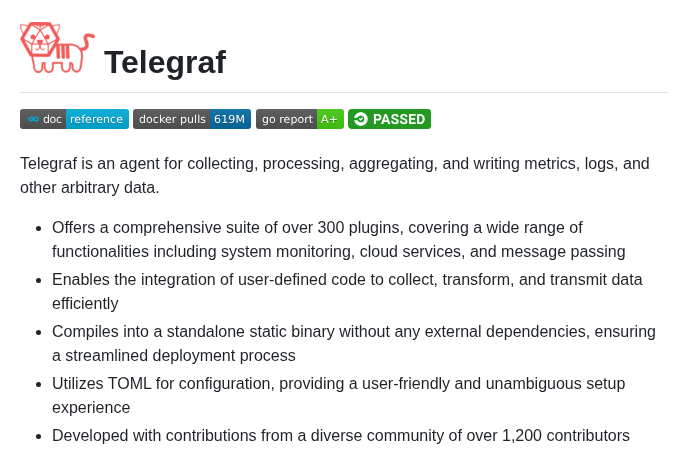 Telegraf
doc reference docker pulls 619M go report A+ PASSED
Telegraf is an agent for collecting, processing, aggregating, and writing metrics, logs, and
other arbitrary data.
Offers a comprehensive suite of over 300 plugins, covering a wide range of
functionalities including system monitoring, cloud services, and message passing
Enables the integration of user-defined code to collect, transform, and transmit data
efficiently
Compiles into a standalone static binary without any external dependencies, ensuring
a streamlined deployment process
Utilizes TOML for configuration, providing a user-friendly and unambiguous setup
experience
Developed with contributions from a diverse community of over 1,200 contributors